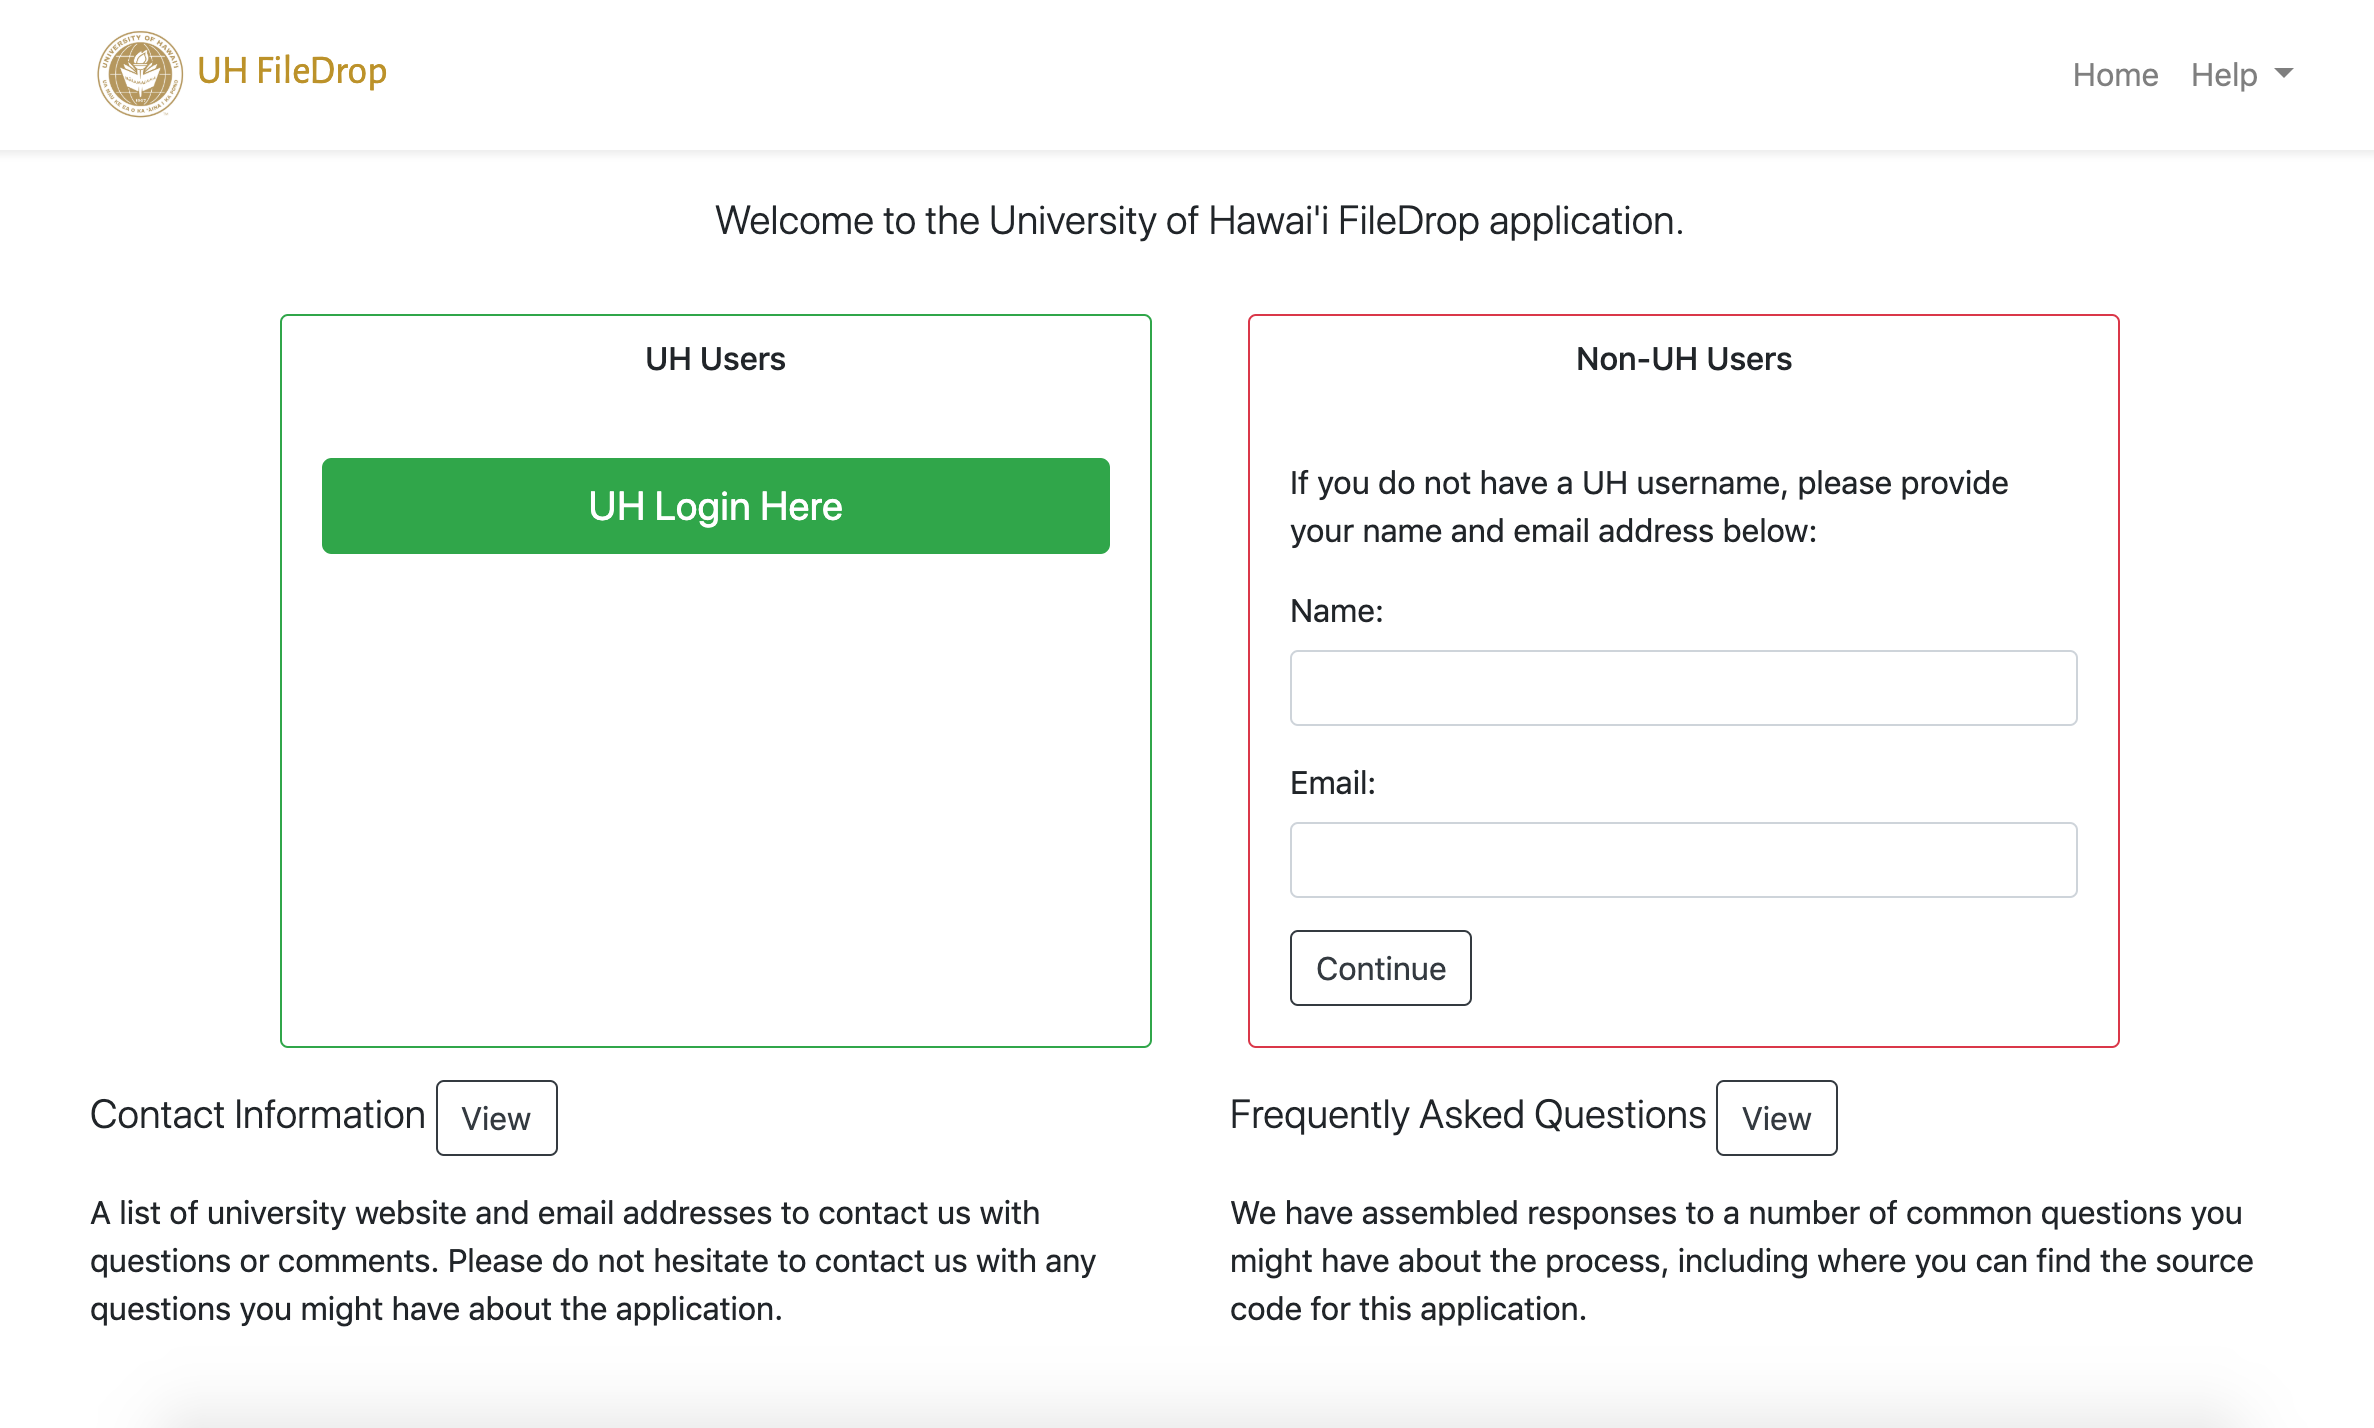 UH FileDrop
Home
Help
Welcome to the University of Hawai'i FileDrop application.
UH Users
UH Login Here
Non-UH Users
If you do not have a UH username, please provide
your name and email address below:
Name:
Email:
Continue
Contact Information
View
A list of university website and email addresses to contact us with
questions or comments. Please do not hesitate to contact us with any
questions you might have about the application.
Frequently Asked Questions
View
We have assembled responses to a number of common questions you
might have about the process, including where you can find the source
code for this application.